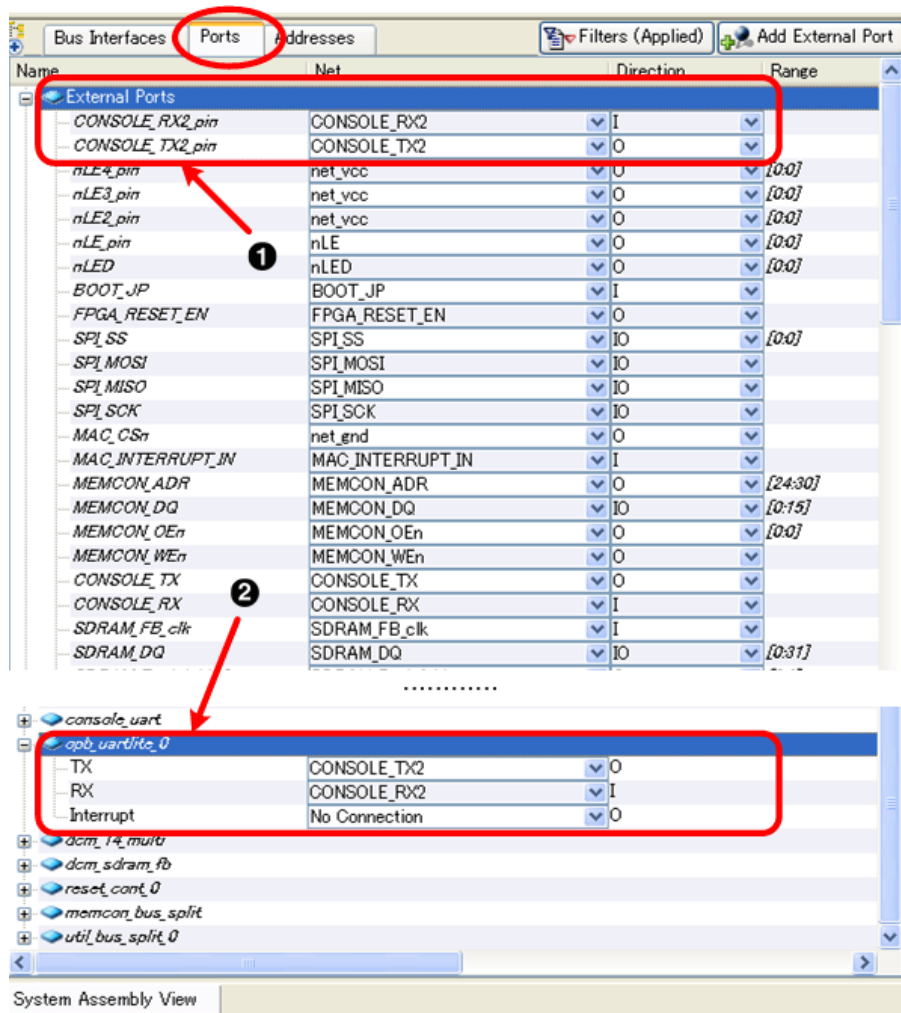 Bus Interfaces Ports Addresses Filters (Applied) Add External Port
Name Net Direction Range
External Ports
CONSOLE_RX2_pin CONSOLE_RX2 I
CONSOLE_TX2_pin CONSOLE_TX2 O
nLE4_pin net_vcc O [0:0]
nLE3_pin net_vcc O [0:0]
nLE2_pin net_vcc O [0:0]
nLE_pin nLE O [0:0]
❶
nLED nLED O [0:0]
BOOT_JP BOOT_JP I
FPGA_RESET_EN FPGA_RESET_EN O
SPI_SS SPI_SS IO [0:0]
SPI_MOSI SPI_MOSI IO
SPI_MISO SPI_MISO IO
SPI_SCK SPI_SCK IO
MAC_CSn net_gnd O
MAC_INTERRUPT_IN MAC_INTERRUPT_IN I
MEMCON_ADR MEMCON_ADR O [24:30]
MEMCON_DQ MEMCON_DQ IO [0:15]
MEMCON_OEn MEMCON_OEn O [0:0]
MEMCON_WEn MEMCON_WEn O
CONSOLE_TX CONSOLE_TX O
❷
CONSOLE_RX CONSOLE_RX I
SDRAM_FB_clk SDRAM_FB_clk I
SDRAM_DQ SDRAM_DQ IO [0:31]
............
console_uart
opb_uartlite_0
TX CONSOLE_TX2 O
RX CONSOLE_RX2 I
Interrupt No Connection O
dcm_14_multi
dcm_sdram_fb
reset_cont_0
memcon_bus_split
util_bus_split_0
System Assembly View